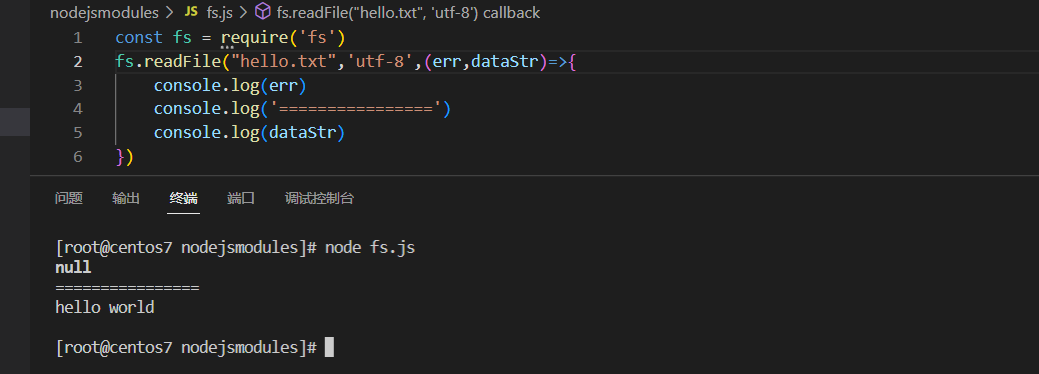 nodejsmodules > JS fs.js > fs.readFile("hello.txt", 'utf-8') callback
1 const fs = require('fs')
2 fs.readFile("hello.txt",'utf-8',(err,dataStr)=>{
3 console.log(err)
4 console.log('================')
5 console.log(dataStr)
6 })
问题 输出 终端 端口 调试控制台
[root@centos7 nodejsmodules]# node fs.js
null
================
hello world
[root@centos7 nodejsmodules]#